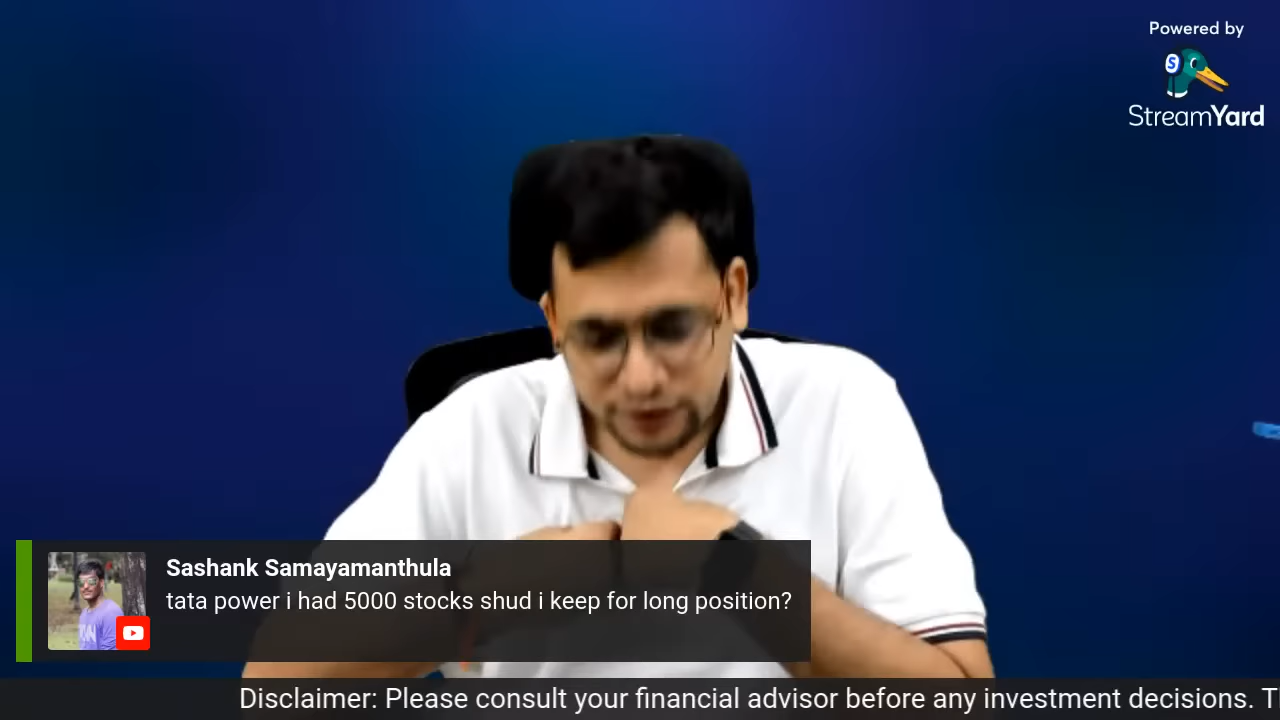 Powered by
StreamYard
Sashank Samayamanthula
tata power i had 5000 stocks shud i keep for long position?
Disclaimer: Please consult your financial advisor before any investment decisions. T